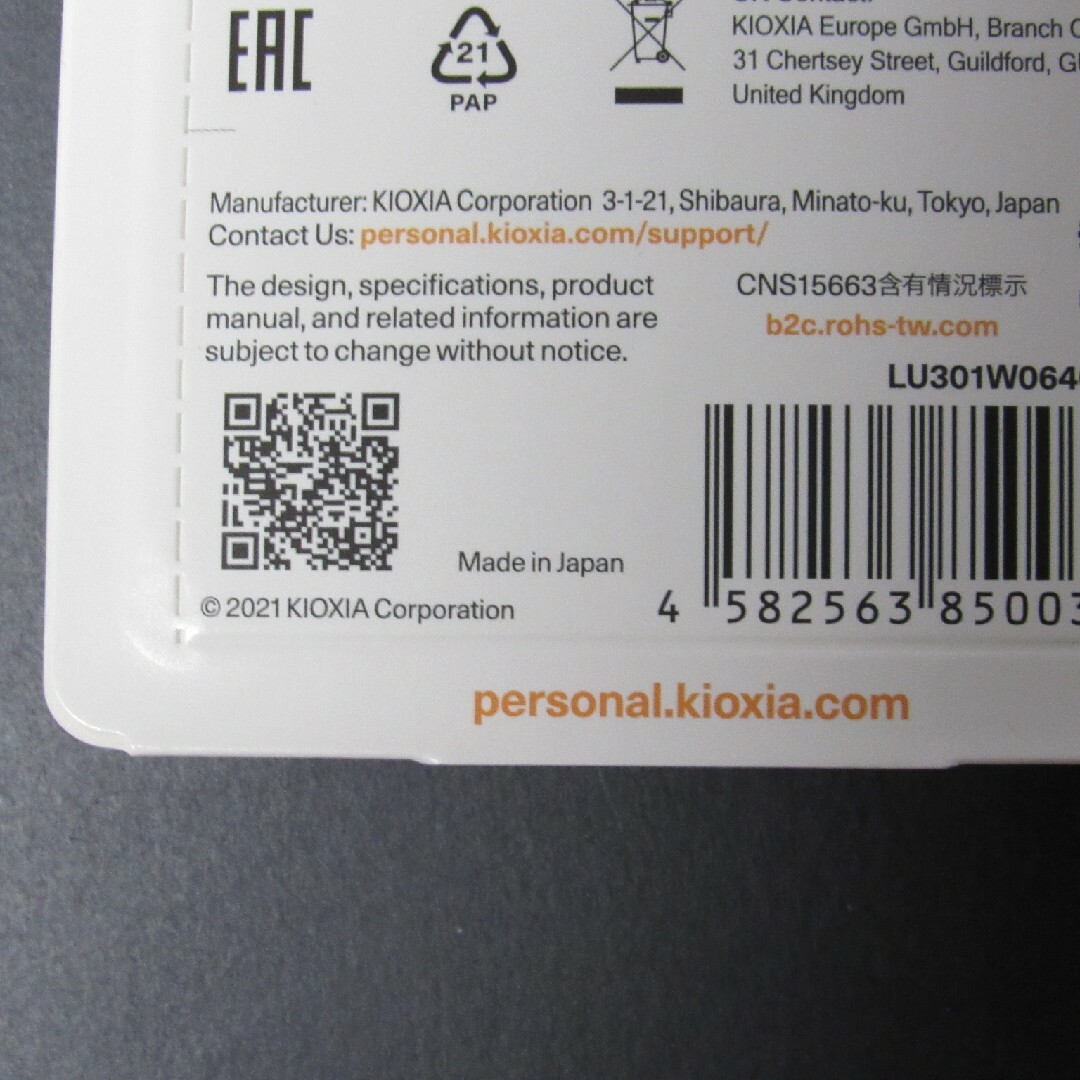 EAC
21
PAP
KIOXIA Europe GmbH, Branch
31 Chertsey Street, Guildford,
United Kingdom
Manufacturer: KIOXIA Corporation 3-1-21, Shibaura, Minato-ku, Tokyo, Japan
Contact Us: personal.kioxia.com/support/
The design, specifications, product
manual, and related information are
subject to change without notice.
CNS15663含有情況標示
b2c.rohs-tw.com
LU301W064
Made in Japan
© 2021 KIOXIA Corporation
4 582563 85003
personal.kioxia.com